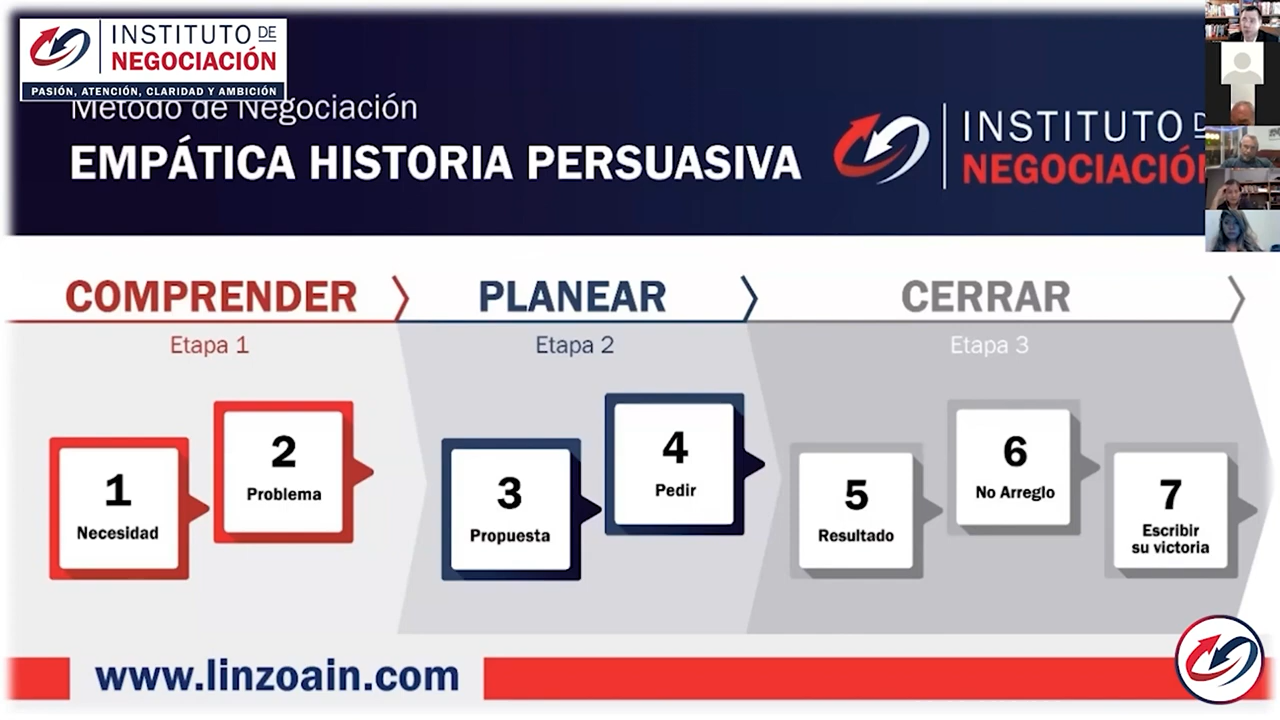 INSTITUTO DE
NEGOCIACIÓN
PASIÓN, ATENCIÓN, CLARIDAD Y AMBICIÓN
Método de Negociación
EMPÁTICA HISTORIA PERSUASIVA
INSTITUTO D
NEGOCIACIÓN
COMPRENDER
PLANEAR
CERRAR
Etapa 1
Etapa 2
Etapa 3
1
Necesidad
2
Problema
3
Propuesta
4
Pedir
5
Resultado
6
No Arreglo
7
Escribir
su victoria
www.linzoain.com